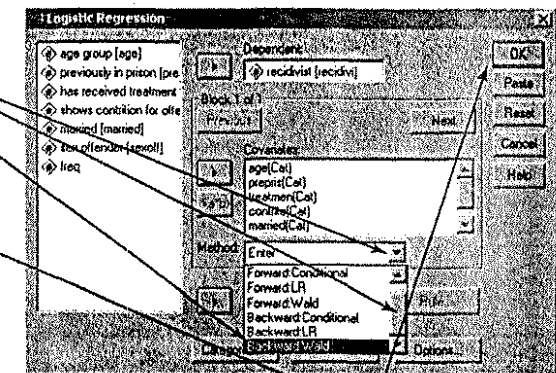 Logistic Regression
age group [age]
previously in prison [pre
has received treatment
shows contrition for offe
married [married]
sex offender [sexoff]
freq
Dependent:
recidivist [recidivi]
Block 1 of 1
Previous
Next
Covariates:
age(Cat)
prepris(Cat)
treatmen(Cat)
contrite(Cat)
married(Cat)
Method:
Enter
Forward:Conditional
Forward:LR
Forward:Wald
Backward:Conditional
Backward:LR
Backward:Wald
Options
OK
Paste
Reset
Cancel
Help